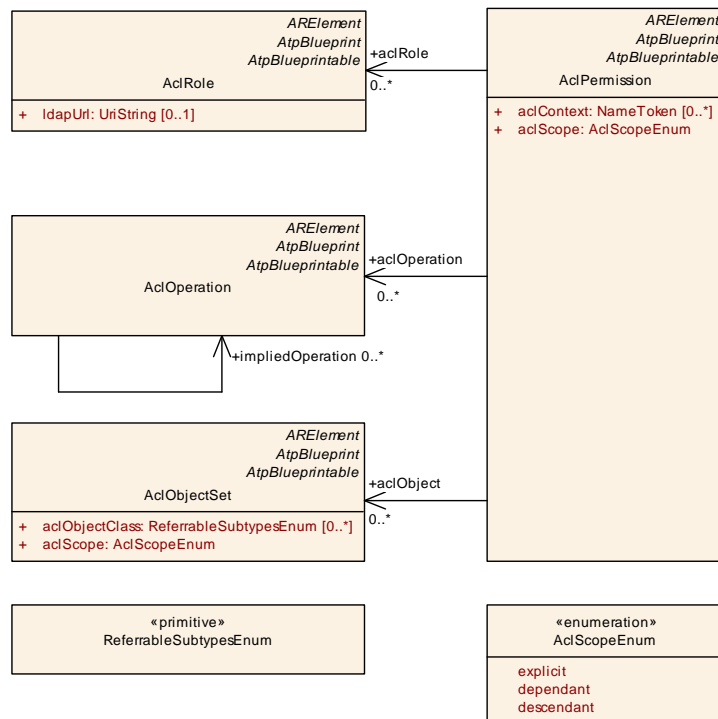 ARElement
AtpBlueprint
AtpBlueprintable
AclRole
+ ldapUrl: UriString [0..1]
+aclRole
0..*
ARElement
AtpBlueprint
AtpBlueprintable
AclPermission
+ aclContext: NameToken [0..*]
+ aclScope: AclScopeEnum
ARElement
AtpBlueprint
AtpBlueprintable
AclOperation
+aclOperation
0..*
+impliedOperation 0..*
ARElement
AtpBlueprint
AtpBlueprintable
AclObjectSet
+ aclObjectClass: ReferrableSubtypesEnum [0..*]
+ aclScope: AclScopeEnum
+aclObject
0..*
«primitive»
ReferrableSubtypesEnum
«enumeration»
AclScopeEnum
explicit
dependant
descendant